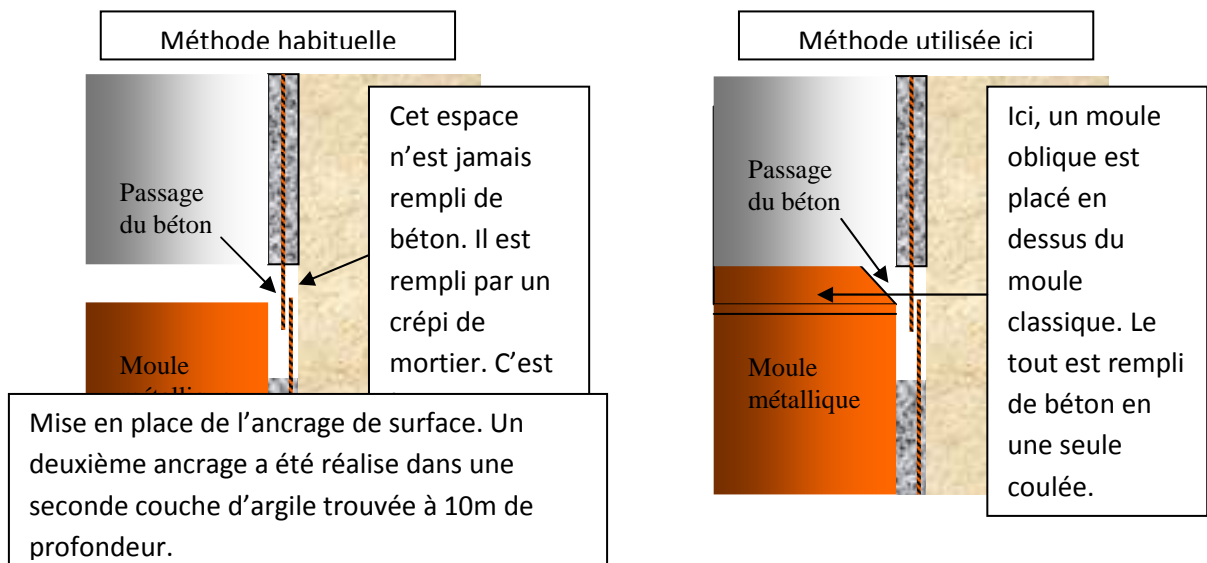 Méthode habituelle
Passage
du béton
Cet espace
n’est jamais
rempli de
béton. Il est
rempli par un
crépi de
mortier. C’est
Moule
Mise en place de l’ancrage de surface. Un
deuxième ancrage a été réalise dans une
seconde couche d’argile trouvée à 10m de
profondeur.
Méthode utilisée ici
Passage
du béton
Ici, un moule
oblique est
placé en
dessus du
moule
classique. Le
tout est rempli
de béton en
une seule
coulée.
Moule
métallique